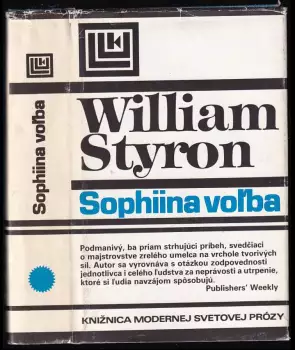 Sophiina voľba
William
Styron
Sophiina voľba
Podmanivý, ba priam strhujúci príbeh, svedčiaci
o majstrovstve zrelého umelca na vrchole tvorivých
síl. Autor sa vyrovnáva s otázkou zodpovednosti
jednotlivca i celého ľudstva za neprávosti a utrpenie,
ktoré si ľudia navzájom spôsobujú.
Publishers' Weekly
KNIŽNICA MODERNEJ SVETOVEJ PRÓZY